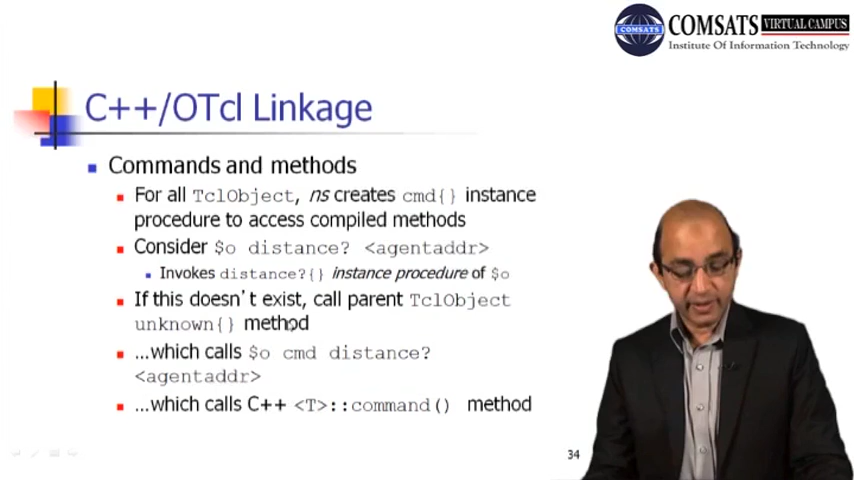 COMSATS VIRTUAL CAMPUS
Institute Of Information Technology
COMSATS
C++/OTcl Linkage
Commands and methods
For all TclObject, ns creates cmd{} instance
procedure to access compiled methods
Consider $o distance? <agentaddr>
Invokes distance?{} instance procedure of $o
If this doesn't exist, call parent TclObject
unknown{} method
...which calls $o cmd distance?
<agentaddr>
...which calls C++ <T>::command() method
34